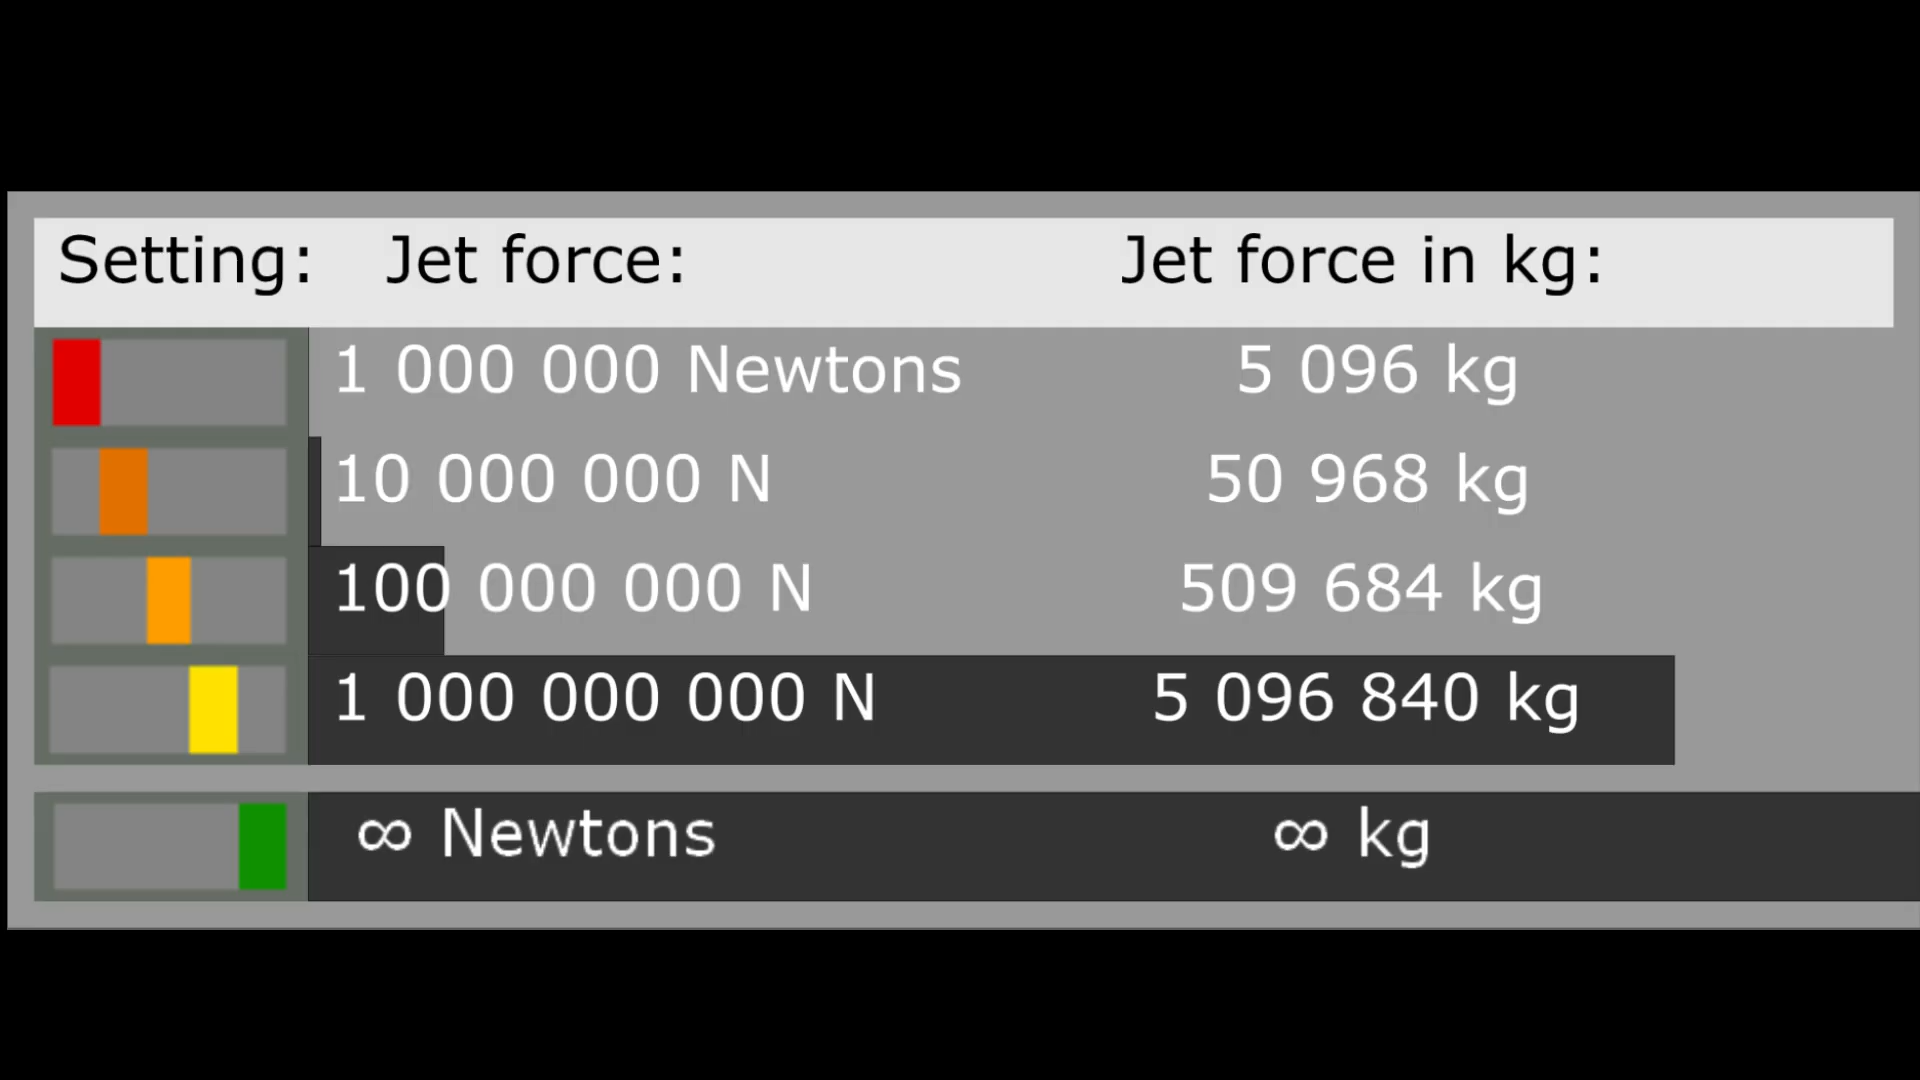 Setting: Jet force: Jet force in kg:
1 000 000 Newtons 5 096 kg
10 000 000 N 50 968 kg
100 000 000 N 509 684 kg
1 000 000 000 N 5 096 840 kg
∞ Newtons ∞ kg